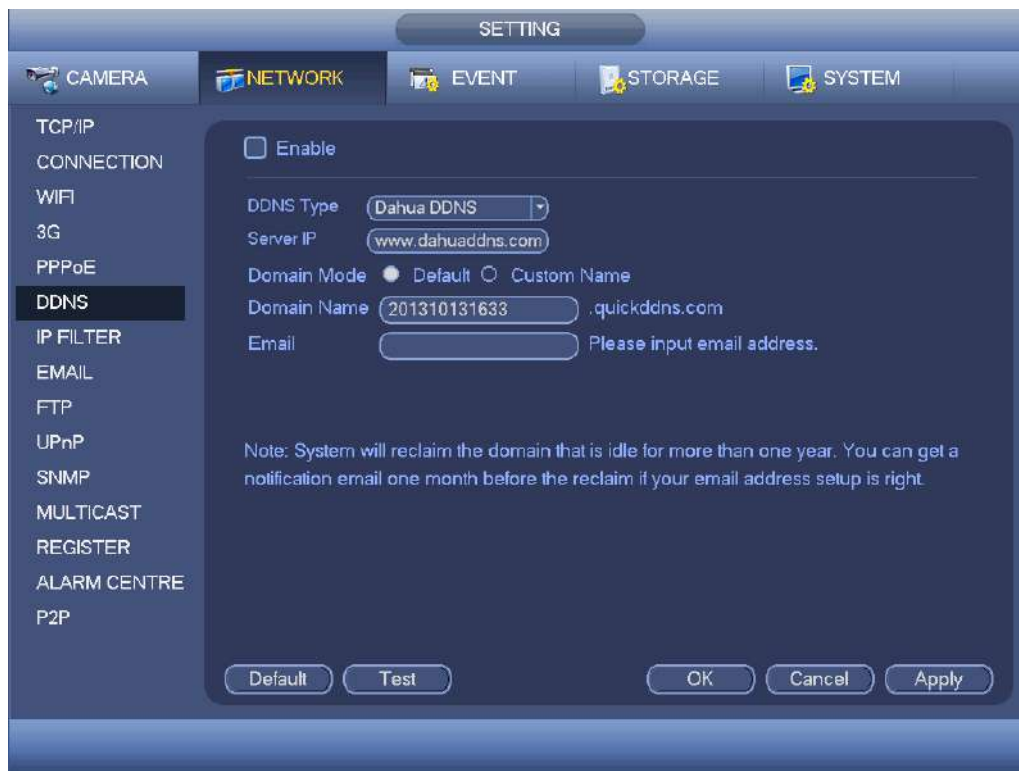 SETTING
CAMERA NETWORK EVENT STORAGE SYSTEM
TCP/IP
CONNECTION
WIFI
3G
PPPoE
DDNS
IP FILTER
EMAIL
FTP
UPnP
SNMP
MULTICAST
REGISTER
ALARM CENTRE
P2P
Enable
DDNS Type Dahua DDNS
Server IP www.dahuaddns.com
Domain Mode Default Custom Name
Domain Name 201310131633 .quickddns.com
Email Please input email address.
Note: System will reclaim the domain that is idle for more than one year. You can get a
notification email one month before the reclaim if your email address setup is right.
Default Test OK Cancel Apply